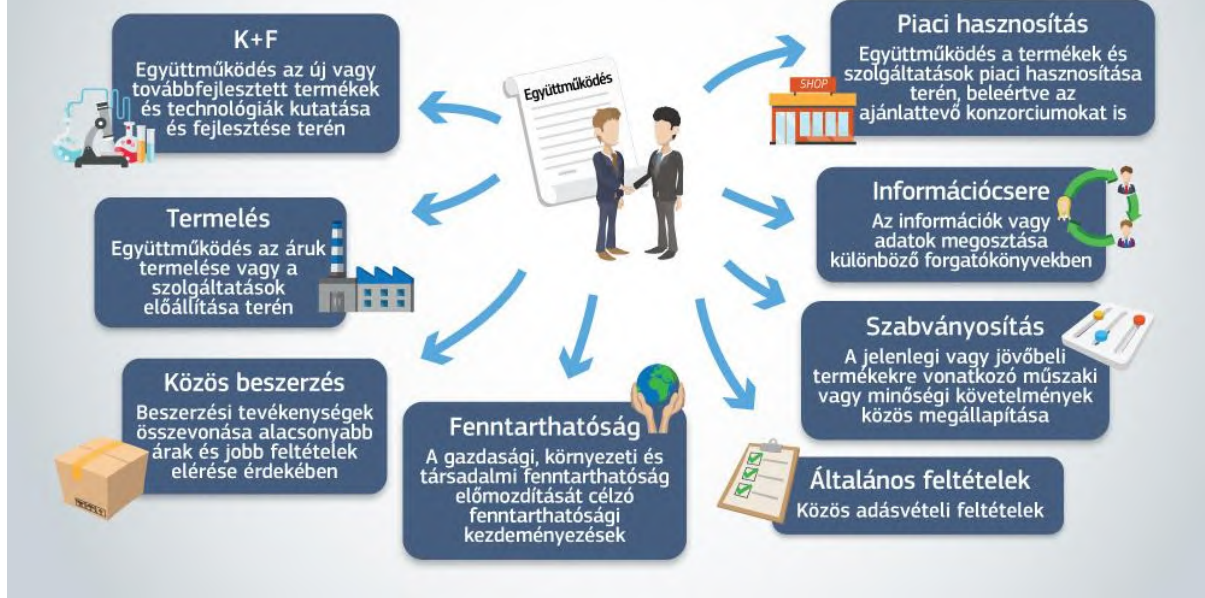 K+F
Együttműködés az új vagy
továbbfejlesztett termékek
és technológiák kutatása
és fejlesztése terén
Együttműködés
Piaci hasznosítás
Együttműködés a termékek és
szolgáltatások piaci hasznosítása
terén, beleértve az
ajánlattevő konzorciumokat is
SHOP
Termelés
Együttműködés az áruk
termelése vagy a
szolgáltatások
előállítása terén
Információcsere
Az információk vagy
adatok megosztása
különböző forgatókönyvekben
Szabványosítás
A jelenlegi vagy jövőbeli
termékekre vonatkozó műszaki
vagy minőségi követelmények
közös megállapítása
Közös beszerzés
Beszerzési tevékenységek
összevonása alacsonyabb
árak és jobb feltételek
elérése érdekében
Fenntarthatóság
A gazdasági, környezeti és
társadalmi fenntarthatóság
előmozdítását célzó
fenntarthatósági
kezdeményezések
Általános feltételek
Közös adásvételi feltételek